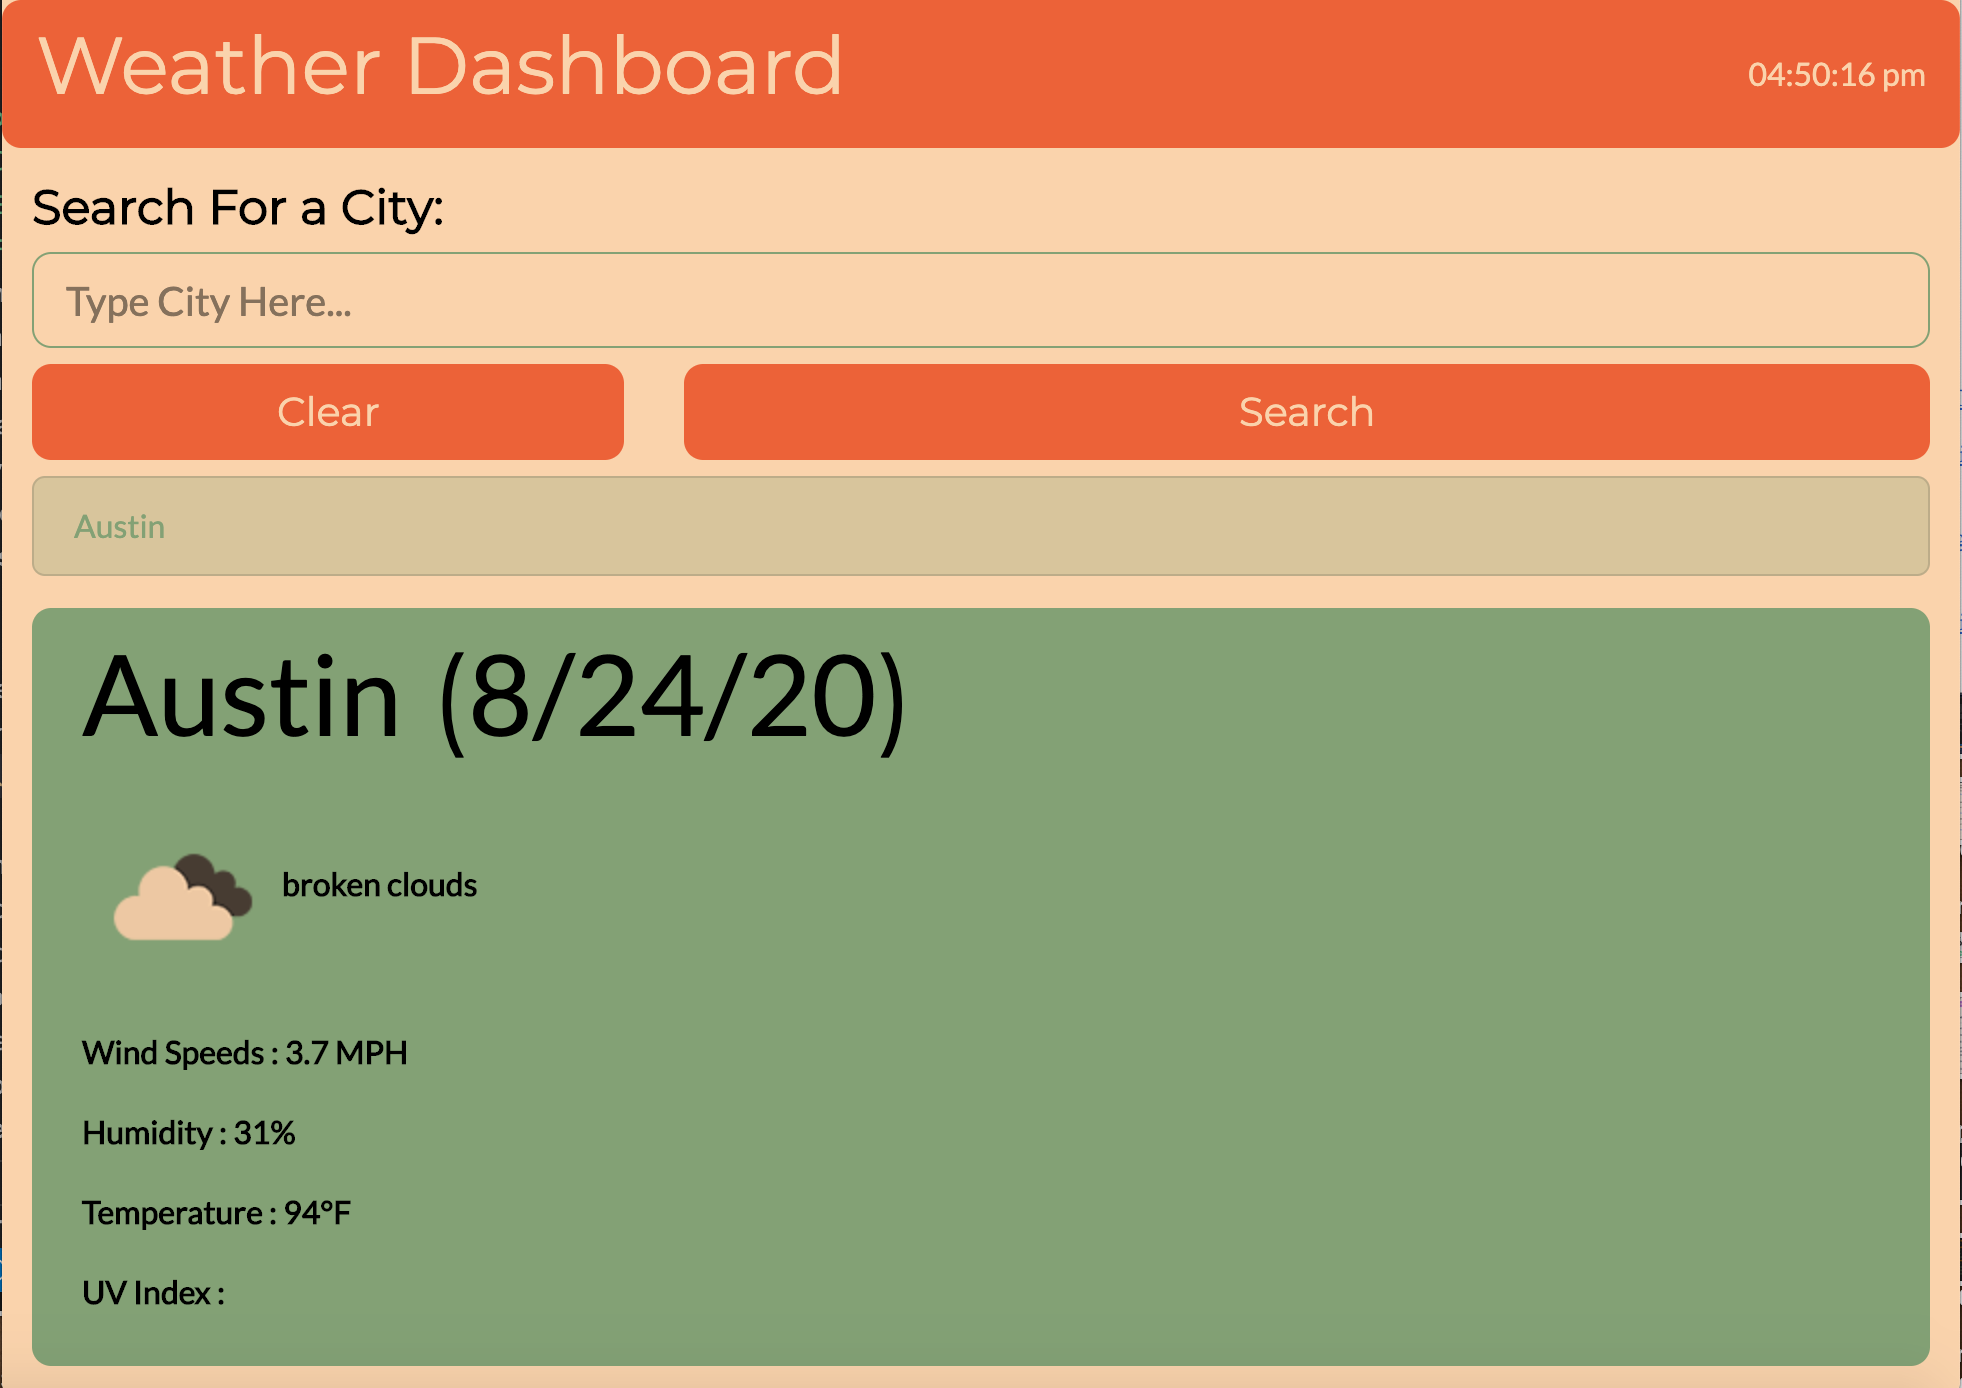 Weather Dashboard
04:50:16 pm
Search For a City:
Type City Here...
Clear
Search
Austin
Austin (8/24/20)
broken clouds
Wind Speeds : 3.7 MPH
Humidity : 31%
Temperature : 94°F
UV Index :